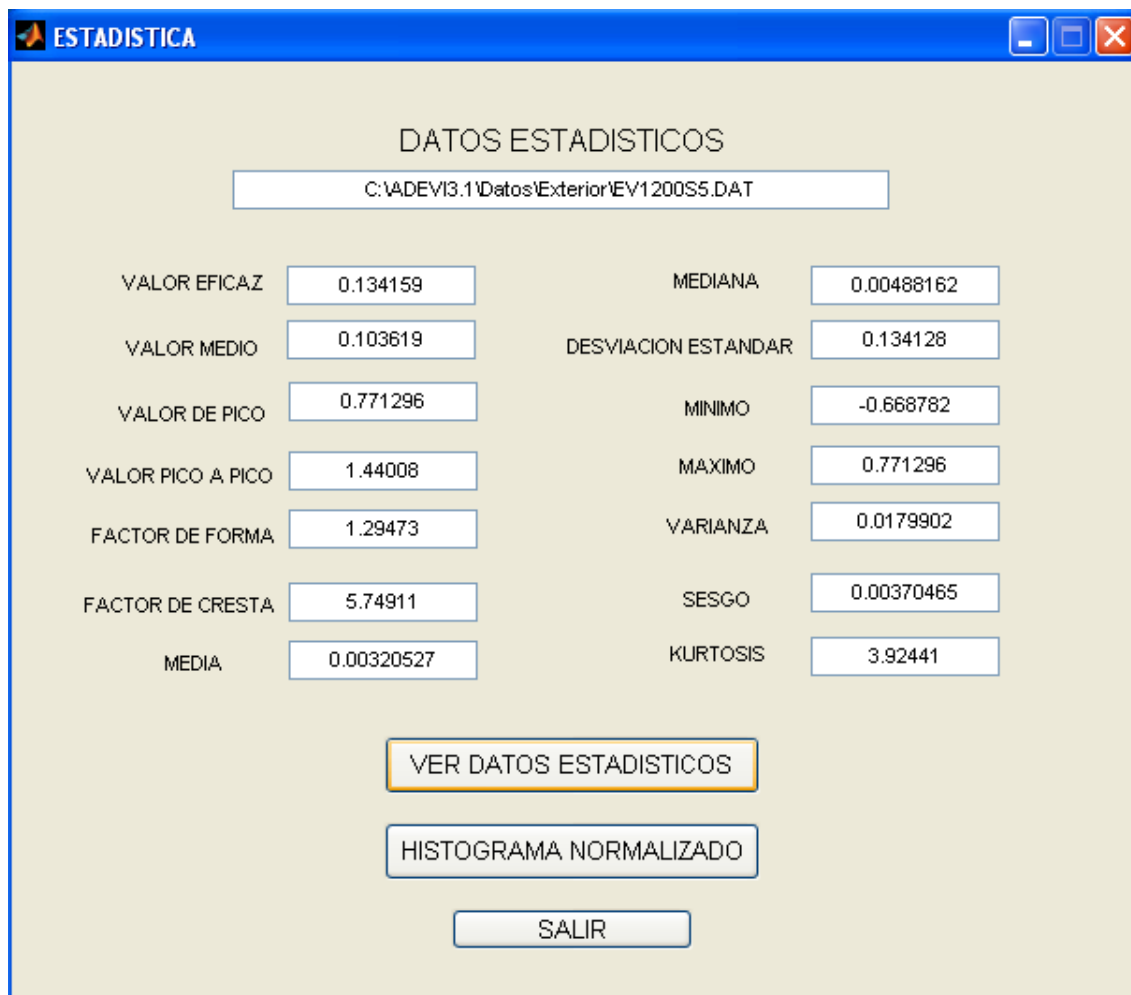 ESTADISTICA
DATOS ESTADISTICOS
C:\ADEVI3.1\Datos\Exterior\EV1200S5.DAT
VALOR EFICAZ 0.134159 MEDIANA 0.00488162
VALOR MEDIO 0.103619 DESVIACION ESTANDAR 0.134128
VALOR DE PICO 0.771296 MINIMO -0.668782
VALOR PICO A PICO 1.44008 MAXIMO 0.771296
FACTOR DE FORMA 1.29473 VARIANZA 0.0179902
FACTOR DE CRESTA 5.74911 SESGO 0.00370465
MEDIA 0.00320527 KURTOSIS 3.92441
VER DATOS ESTADISTICOS
HISTOGRAMA NORMALIZADO
SALIR